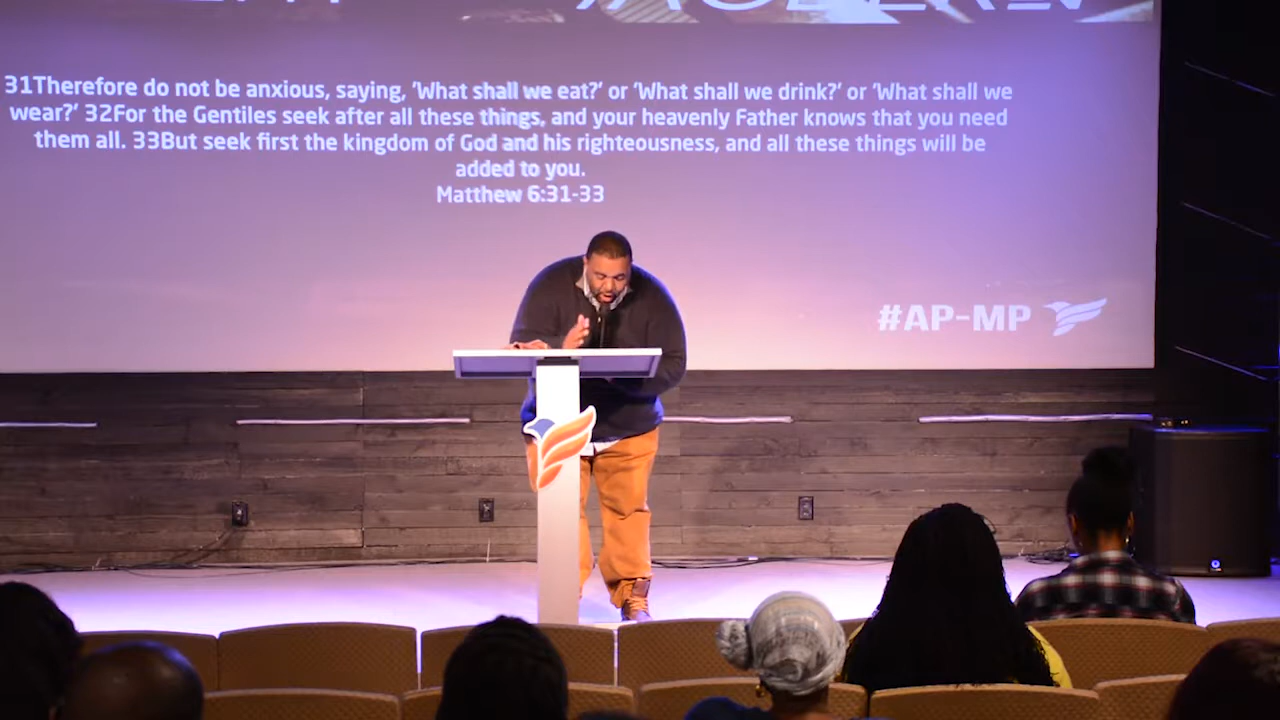 31Therefore do not be anxious, saying, 'What shall we eat?' or 'What shall we drink?' or 'What shall we
wear?' 32For the Gentiles seek after all these things, and your heavenly Father knows that you need
them all. 33But seek first the kingdom of God and his righteousness, and all these things will be
added to you.
Matthew 6:31-33
#AP-MP